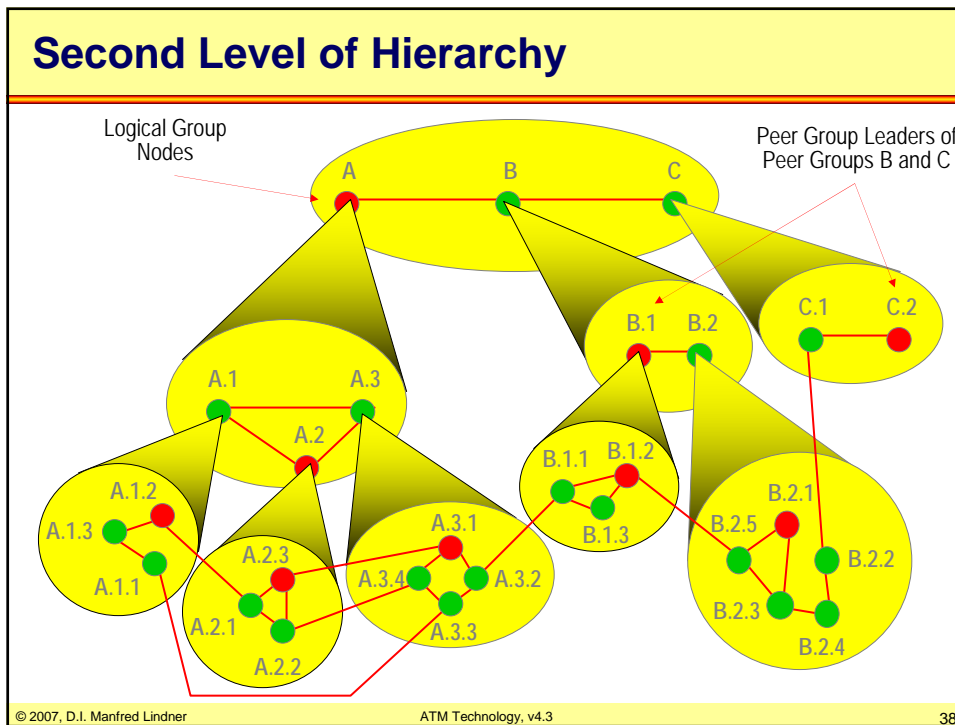 Second Level of Hierarchy
Logical Group
Nodes
Peer Group Leaders of
Peer Groups B and C
A
B
C
C.1
C.2
B.1
B.2
A.1
A.3
A.2
B.1.1
B.1.2
B.1.3
A.1.2
A.1.3
A.1.1
A.2.3
A.2.1
A.2.2
A.3.1
A.3.4
A.3.2
A.3.3
B.2.1
B.2.5
B.2.2
B.2.3
B.2.4
© 2007, D.I. Manfred Lindner
ATM Technology, v4.3
38